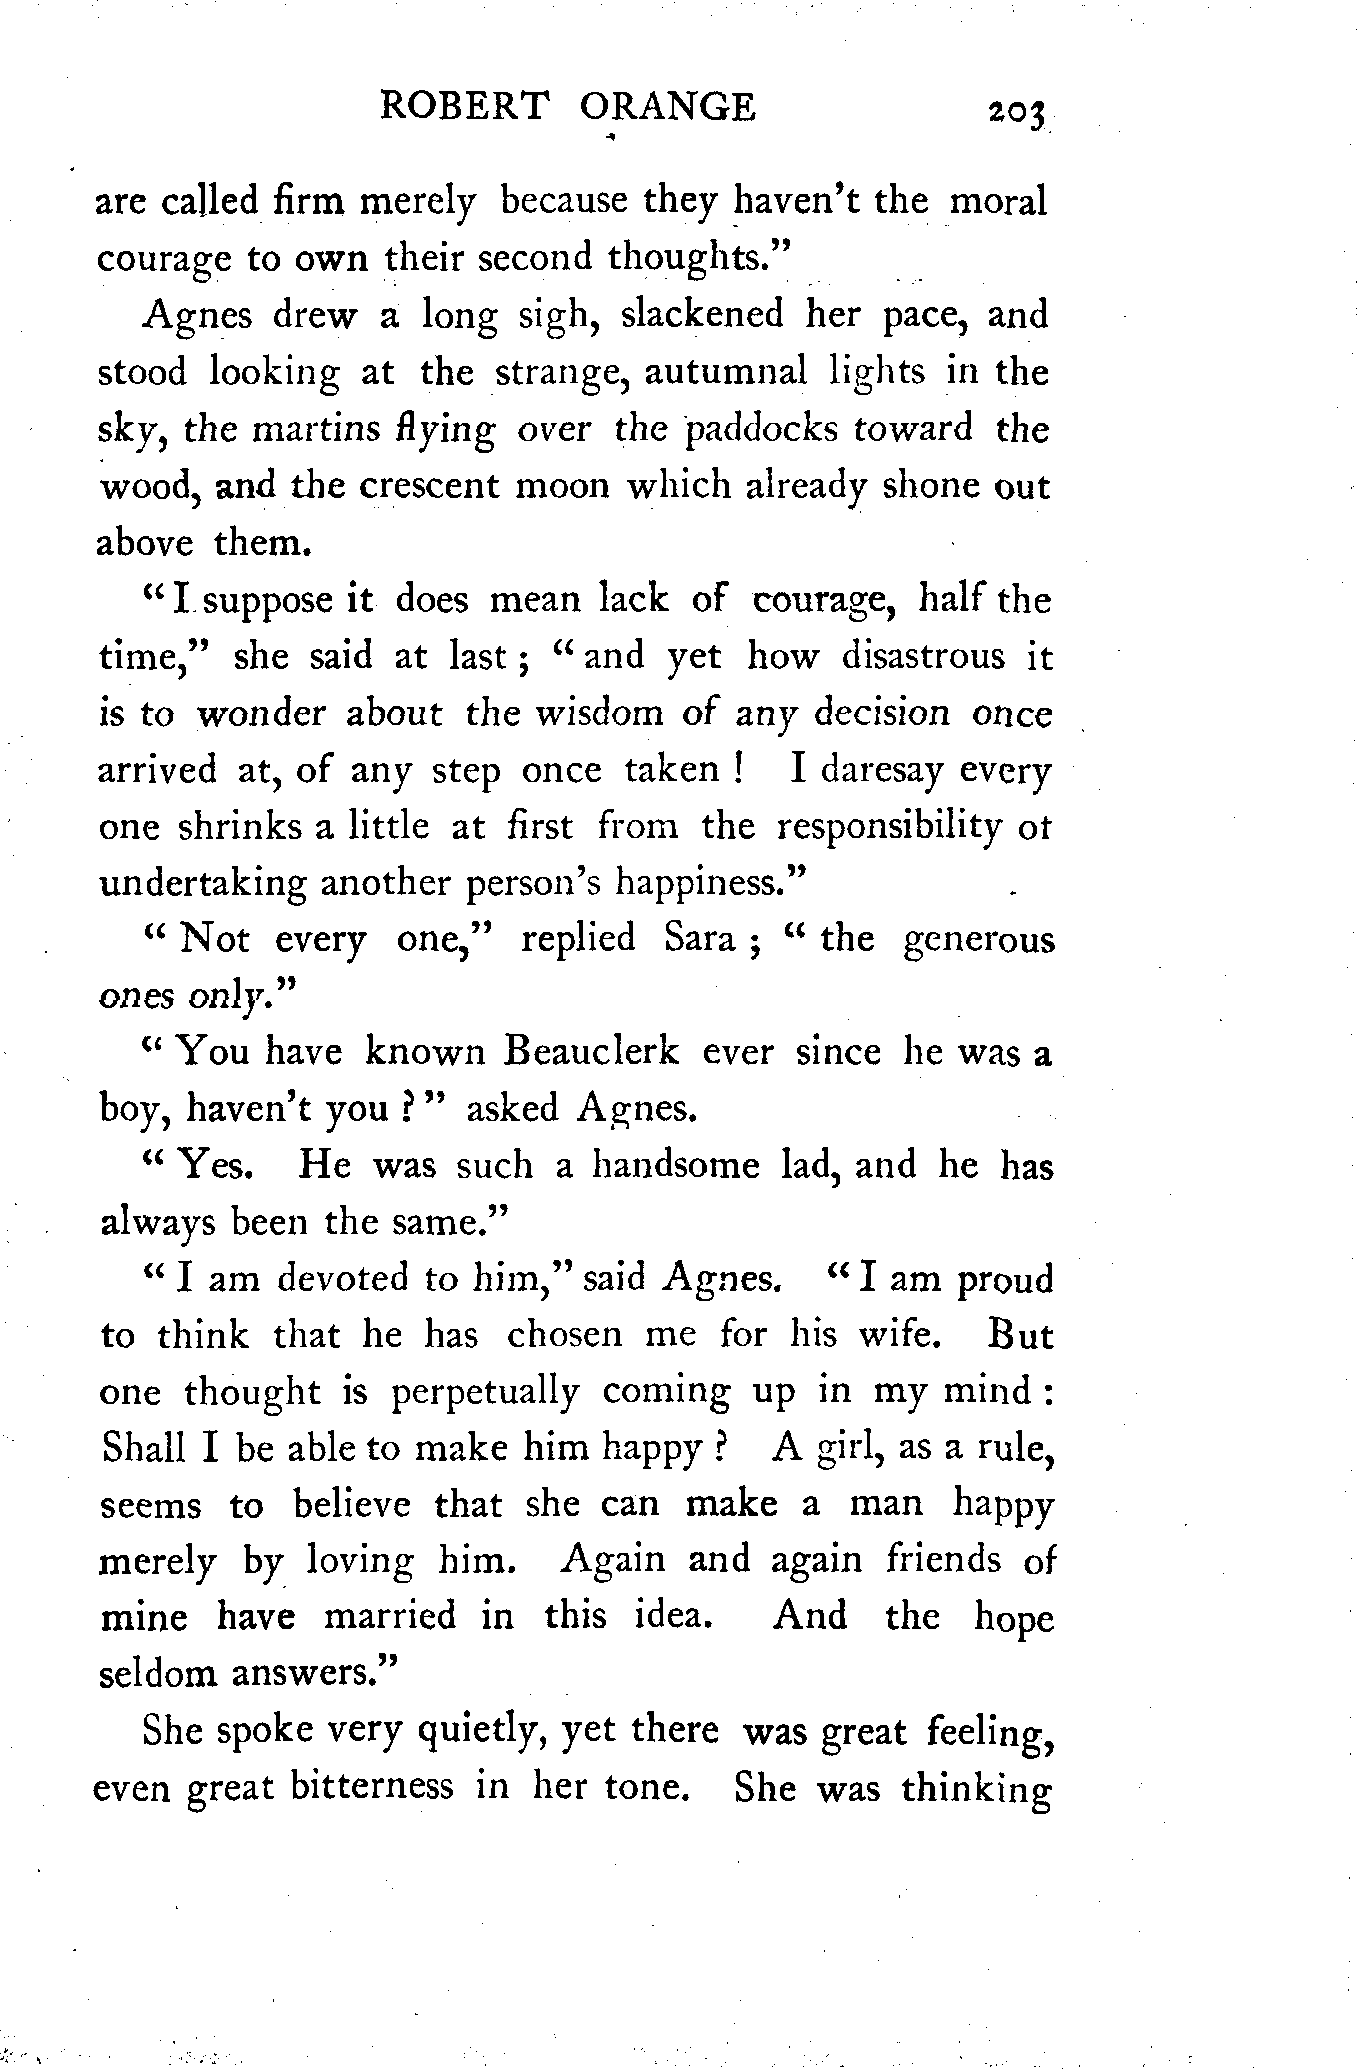 ROBERT ORANGE 203
are called firm merely because they haven't the moral
courage to own their second thoughts."
Agnes drew a long sigh, slackened her pace, and
stood looking at the strange, autumnal lights in the
sky, the martins flying over the paddocks toward the
wood, and the crescent moon which already shone out
above them.
"I suppose it does mean lack of courage, half the
time," she said at last; "and yet how disastrous it
is to wonder about the wisdom of any decision once
arrived at, of any step once taken! I daresay every
one shrinks a little at first from the responsibility of
undertaking another person's happiness."
"Not every one," replied Sara; "the generous
ones only."
"You have known Beauclerk ever since he was a
boy, haven't you?" asked Agnes.
"Yes. He was such a handsome lad, and he has
always been the same."
"I am devoted to him," said Agnes. "I am proud
to think that he has chosen me for his wife. But
one thought is perpetually coming up in my mind:
Shall I be able to make him happy? A girl, as a rule,
seems to believe that she can make a man happy
merely by loving him. Again and again friends of
mine have married in this idea. And the hope
seldom answers."
She spoke very quietly, yet there was great feeling,
even great bitterness in her tone. She was thinking